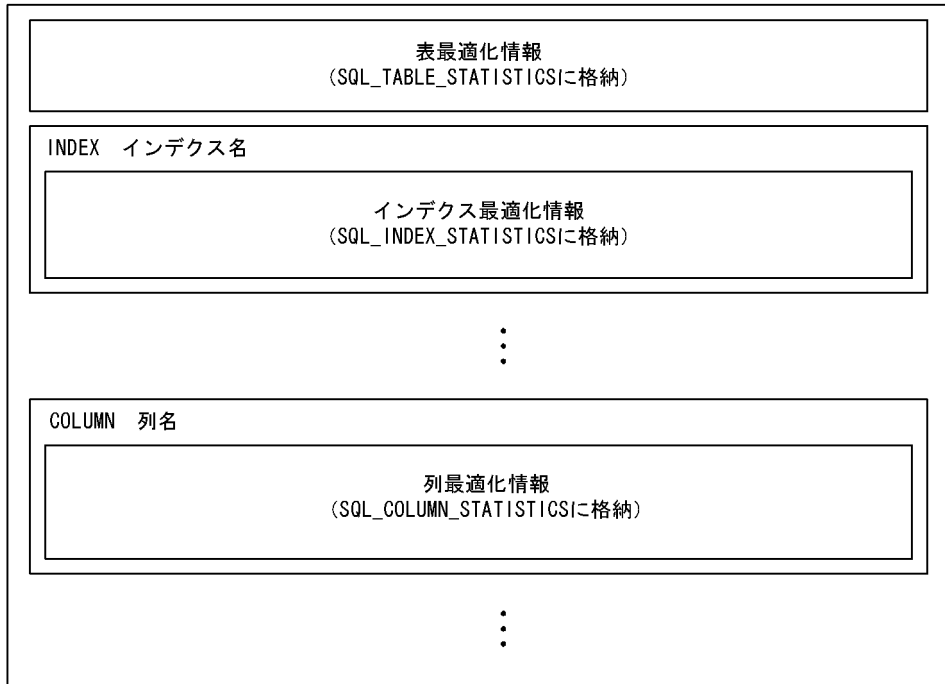 表最適化情報
（SQL_TABLE_STATISTICSに格納）
INDEX　インデクス名
インデクス最適化情報
（SQL_INDEX_STATISTICSに格納）
COLUMN　列名
列最適化情報
（SQL_COLUMN_STATISTICSに格納）